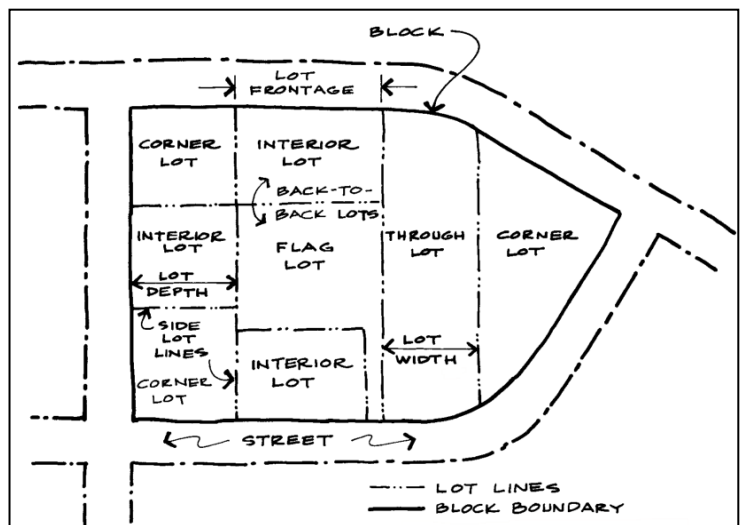 BLOCK
LOT
FRONTAGE
CORNER
LOT
INTERIOR
LOT
BACK-TO-
BACK LOTS
INTERIOR
LOT
FLAG
LOT
THROUGH
LOT
CORNER
LOT
LOT
DEPTH
SIDE
LOT
LINES
LOT
WIDTH
CORNER
LOT
INTERIOR
LOT
STREET
LOT LINES
BLOCK BOUNDARY